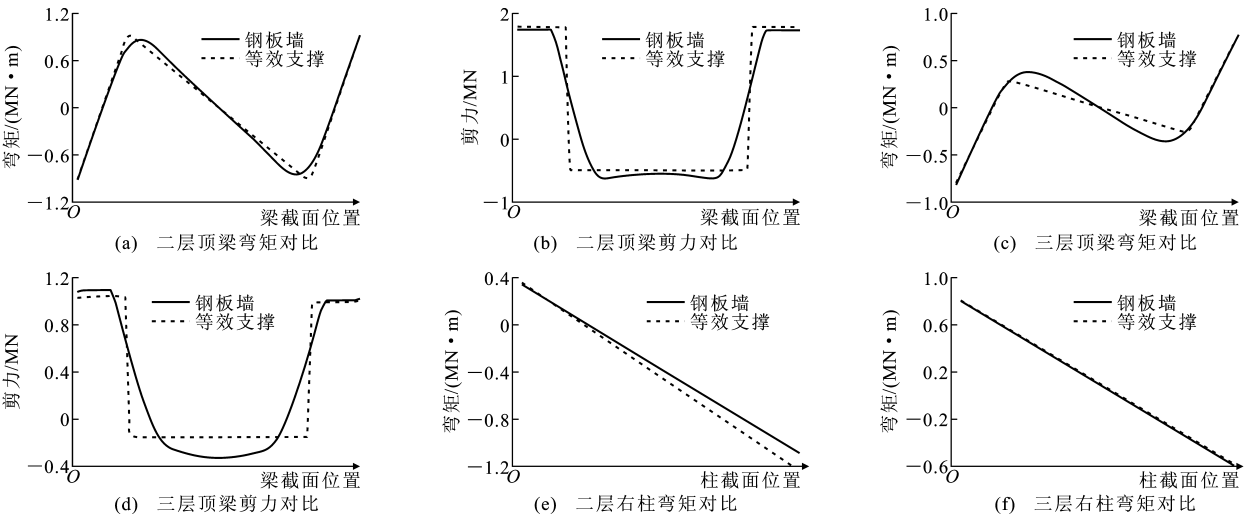 1.2
0.6
0
−0.6
−1.2
弯矩/(MN·m)
钢板墙
等效支撑
O
梁截面位置
(a) 二层顶梁弯矩对比
2
1
0
−1
剪力/MN
钢板墙
等效支撑
O
梁截面位置
(b) 二层顶梁剪力对比
1.0
0.5
0
−0.5
−1.0
弯矩/(MN·m)
钢板墙
等效支撑
O
梁截面位置
(c) 三层顶梁弯矩对比
1.2
0.8
0.4
0
−0.4
剪力/MN
钢板墙
等效支撑
O
梁截面位置
(d) 三层顶梁剪力对比
0.4
0
−0.4
−0.8
−1.2
弯矩/(MN·m)
钢板墙
等效支撑
O
柱截面位置
(e) 二层右柱弯矩对比
1.0
0.6
0.2
−0.2
−0.6
弯矩/(MN·m)
钢板墙
等效支撑
O
柱截面位置
(f) 三层右柱弯矩对比